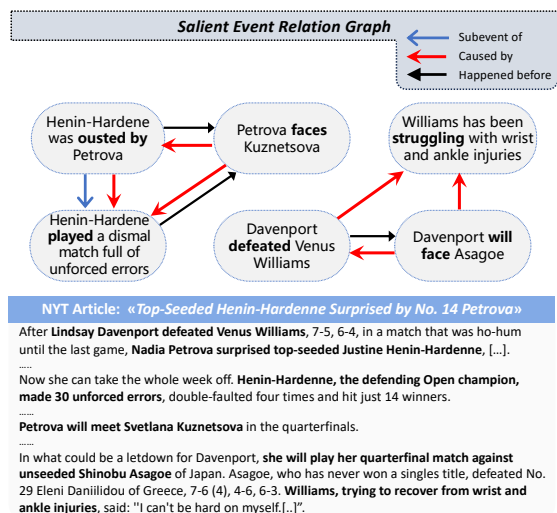 Salient Event Relation Graph
Subevent of
Caused by
Happened before
Henin-Hardene
was ousted by
Petrova
Petrova faces
Kuznetsova
Williams has been
struggling with wrist
and ankle injuries
Henin-Hardene
played a dismal
match full of
unforced errors
Davenport
defeated Venus
Williams
Davenport will
face Asagoe
NYT Article: «Top-Seeded Henin-Hardenne Surprised by No. 14 Petrova»
After Lindsay Davenport defeated Venus Williams, 7-5, 6-4, in a match that was ho-hum
until the last game, Nadia Petrova surprised top-seeded Justine Henin-Hardenne, [...].
.....
Now she can take the whole week off. Henin-Hardenne, the defending Open champion,
made 30 unforced errors, double-faulted four times and hit just 14 winners.
......
Petrova will meet Svetlana Kuznetsova in the quarterfinals.
......
In what could be a letdown for Davenport, she will play her quarterfinal match against
unseeded Shinobu Asagoe of Japan. Asagoe, who has never won a singles title, defeated No.
29 Eleni Daniilidou of Greece, 7-6 (4), 4-6, 6-3. Williams, trying to recover from wrist and
ankle injuries, said: ''I can't be hard on myself.[..]”.